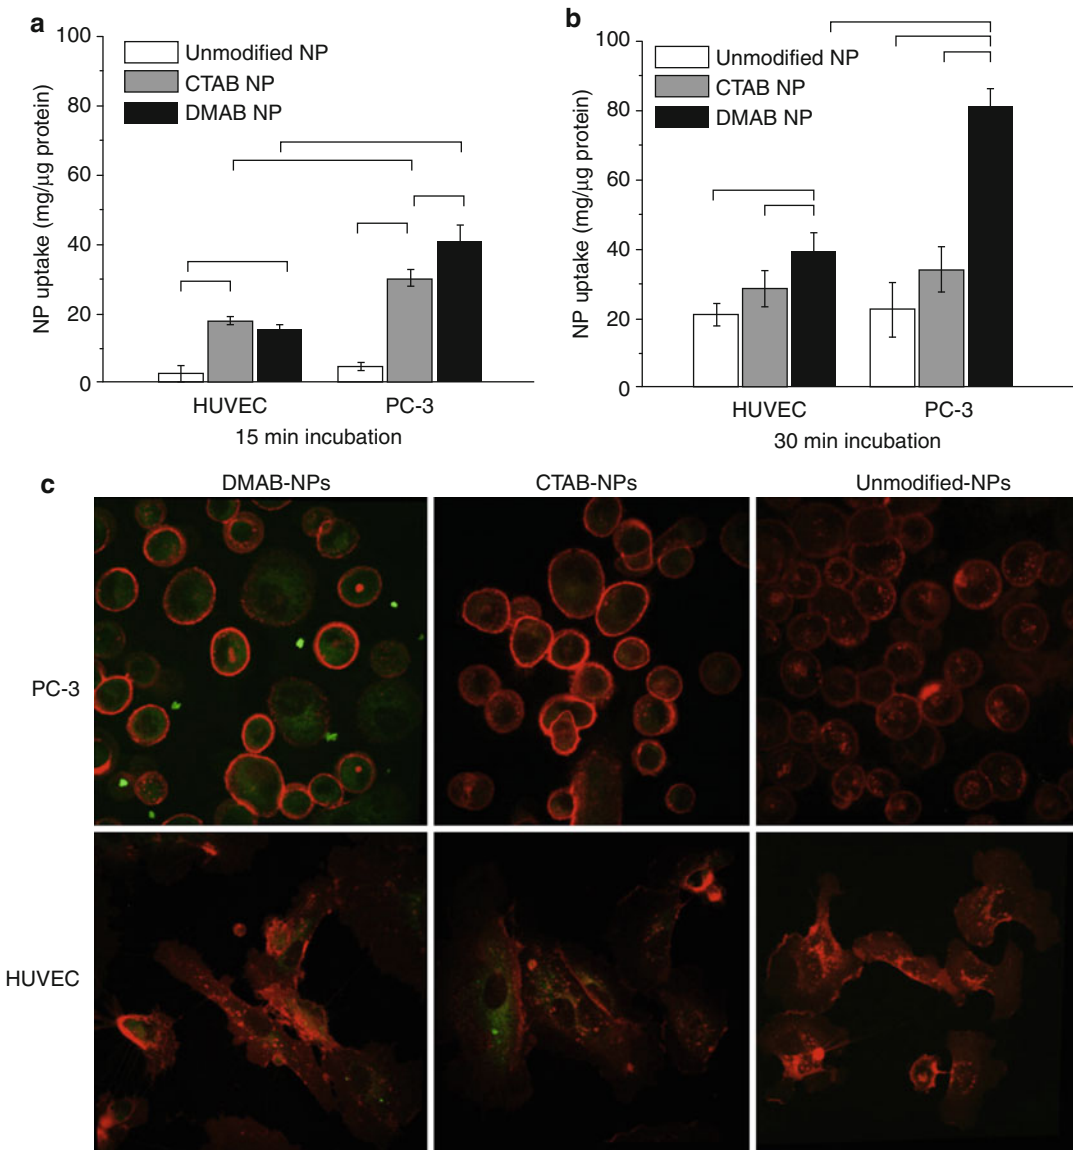 a
100
80
60
40
20
0
NP uptake (mg/µg protein)
Unmodified NP
CTAB NP
DMAB NP
HUVEC PC-3
15 min incubation
b
100
80
60
40
20
0
NP uptake (mg/µg protein)
Unmodified NP
CTAB NP
DMAB NP
HUVEC PC-3
30 min incubation
c
DMAB-NPs CTAB-NPs Unmodified-NPs
PC-3
HUVEC